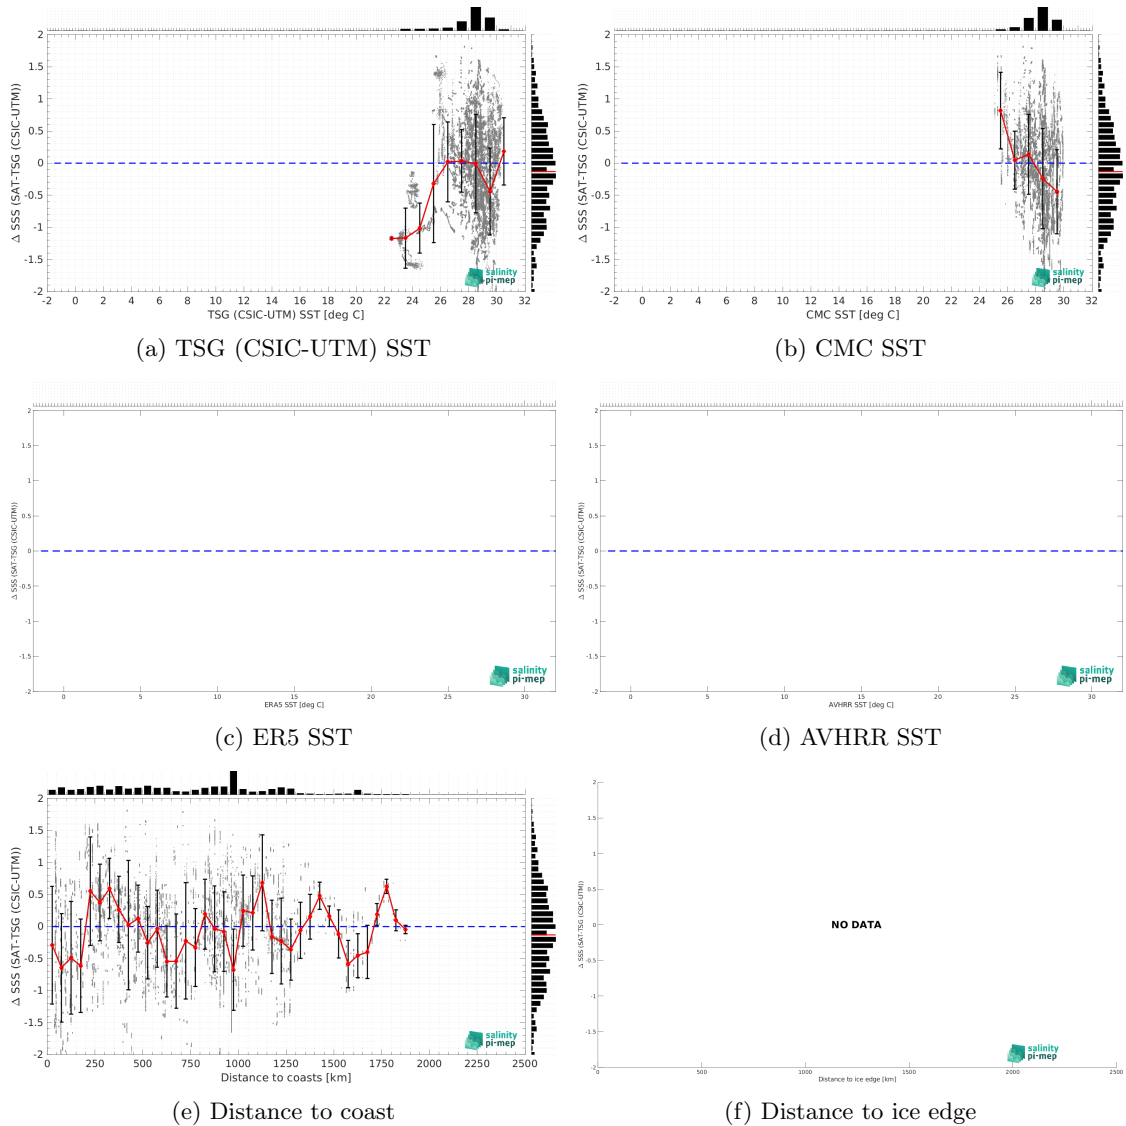 2
1.5
1
0.5
0
-0.5
-1
-1.5
-2
Δ SSS (SAT-TSG (CSIC-UTM))
-2 0 2 4 6 8 10 12 14 16 18 20 22 24 26 28 30 32
TSG (CSIC-UTM) SST [deg C]
salinity
pi-mep
(a) TSG (CSIC-UTM) SST
2
1.5
1
0.5
0
-0.5
-1
-1.5
-2
Δ SSS (SAT-TSG (CSIC-UTM))
-2 0 2 4 6 8 10 12 14 16 18 20 22 24 26 28 30 32
CMC SST [deg C]
salinity
pi-mep
(b) CMC SST
2
1.5
1
0.5
0
-0.5
-1
-1.5
-2
Δ SSS (SAT-TSG (CSIC-UTM))
0 5 10 15 20 25 30
ERA5 SST [deg C]
salinity
pi-mep
(c) ER5 SST
2
1.5
1
0.5
0
-0.5
-1
-1.5
-2
Δ SSS (SAT-TSG (CSIC-UTM))
0 5 10 15 20 25 30
AVHRR SST [deg C]
salinity
pi-mep
(d) AVHRR SST
2
1.5
1
0.5
0
-0.5
-1
-1.5
-2
Δ SSS (SAT-TSG (CSIC-UTM))
0 250 500 750 1000 1250 1500 1750 2000 2250 2500
Distance to coasts [km]
salinity
pi-mep
(e) Distance to coast
2
1.5
1
0.5
0
-0.5
-1
-1.5
-2
Δ SSS (SAT-TSG (CSIC-UTM))
NO DATA
0 500 1000 1500 2000 2500
Distance to ice edge [km]
salinity
pi-mep
(f) Distance to ice edge